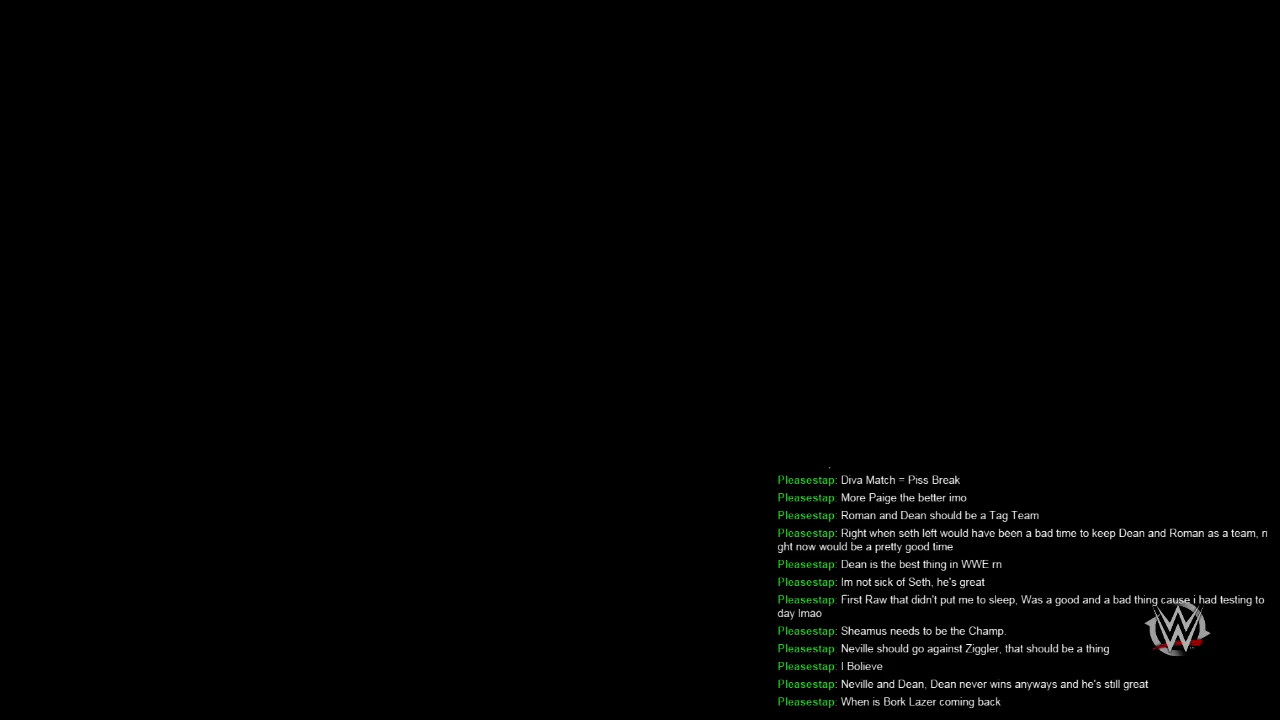 Pleasestap: Diva Match = Piss Break
Pleasestap: More Paige the better imo
Pleasestap: Roman and Dean should be a Tag Team
Pleasestap: Right when seth left would have been a bad time to keep Dean and Roman as a team, ri
ght now would be a pretty good time
Pleasestap: Dean is the best thing in WWE rn
Pleasestap: Im not sick of Seth, he's great
Pleasestap: First Raw that didn't put me to sleep, Was a good and a bad thing cause i had testing to
day lmao
Pleasestap: Sheamus needs to be the Champ.
Pleasestap: Neville should go against Ziggler, that should be a thing
Pleasestap: I Bolieve
Pleasestap: Neville and Dean, Dean never wins anyways and he's still great
Pleasestap: When is Bork Lazer coming back